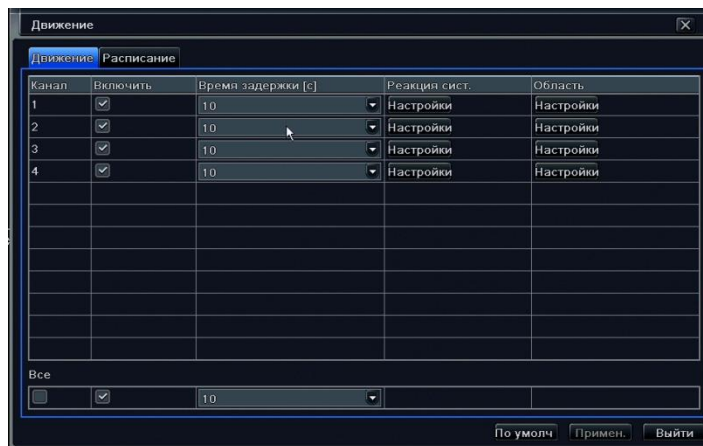 Движение
Движение Расписание
Канал Включить Время задержки [с] Реакция сист. Область
1 10 Настройки Настройки
2 10 Настройки Настройки
3 10 Настройки Настройки
4 10 Настройки Настройки
Все
10
По умолч Примен. Выйти